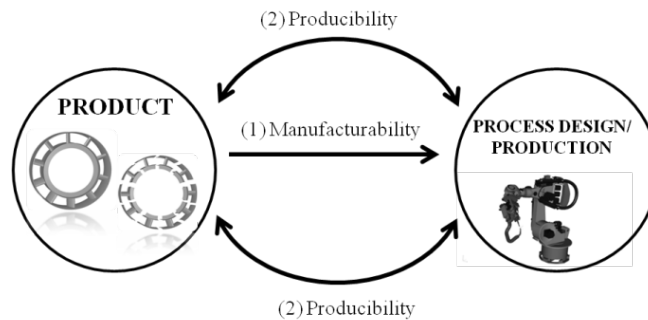 (2) Producibility
PRODUCT
(1) Manufacturability
PROCESS DESIGN/
PRODUCTION
(2) Producibility